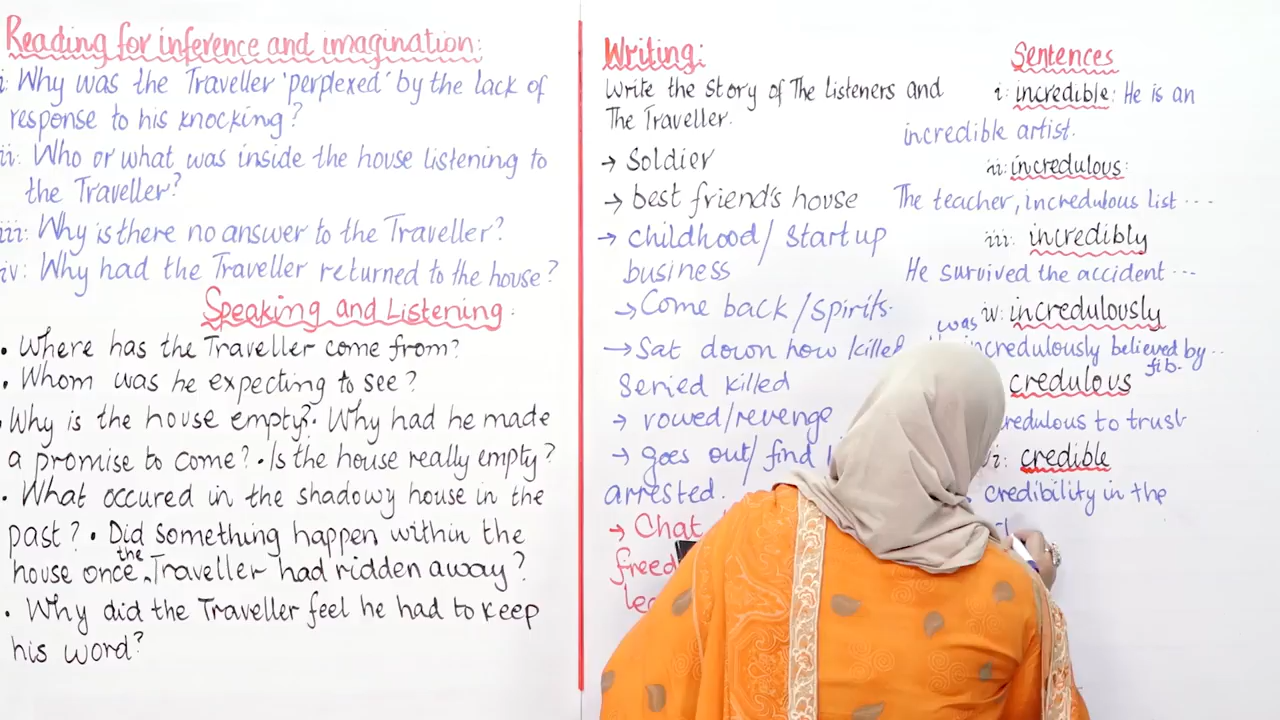 Reading for inference and imagination:
i: Why was the Traveller 'perplexed' by the lack of
response to his knocking?
ii: Who or what was inside the house listening to
the Traveller?
iii: Why is there no answer to the Traveller?
iv: Why had the Traveller returned to the house?
Speaking and Listening:
• Where has the Traveller come from?
• Whom was he expecting to see?
Why is the house empty? • Why had he made
a promise to come? • Is the house really empty?
• What occured in the shadowy house in the
past? • Did something happen within the
house once the Traveller had ridden away?
• Why did the Traveller feel he had to keep
his word?
Writing:
Write the story of The Listeners and
The Traveller.
→ Soldier
→ best friend's house
→ childhood/ start up
business
→ Come back / spirits.
→ Sat down how killed
Seried killed
→ vowed/revenge
→ goes out/ find
arrested.
→ Chat
Sentences
i: incredible: He is an
incredible artist.
ii: incredulous:
The teacher, incredulous list ...
iii: incredibly
He survived the accident ...
iv: incredulously
was incredulously believed by ..
fib.
credulous
credulous to trust
credible
credibility in the